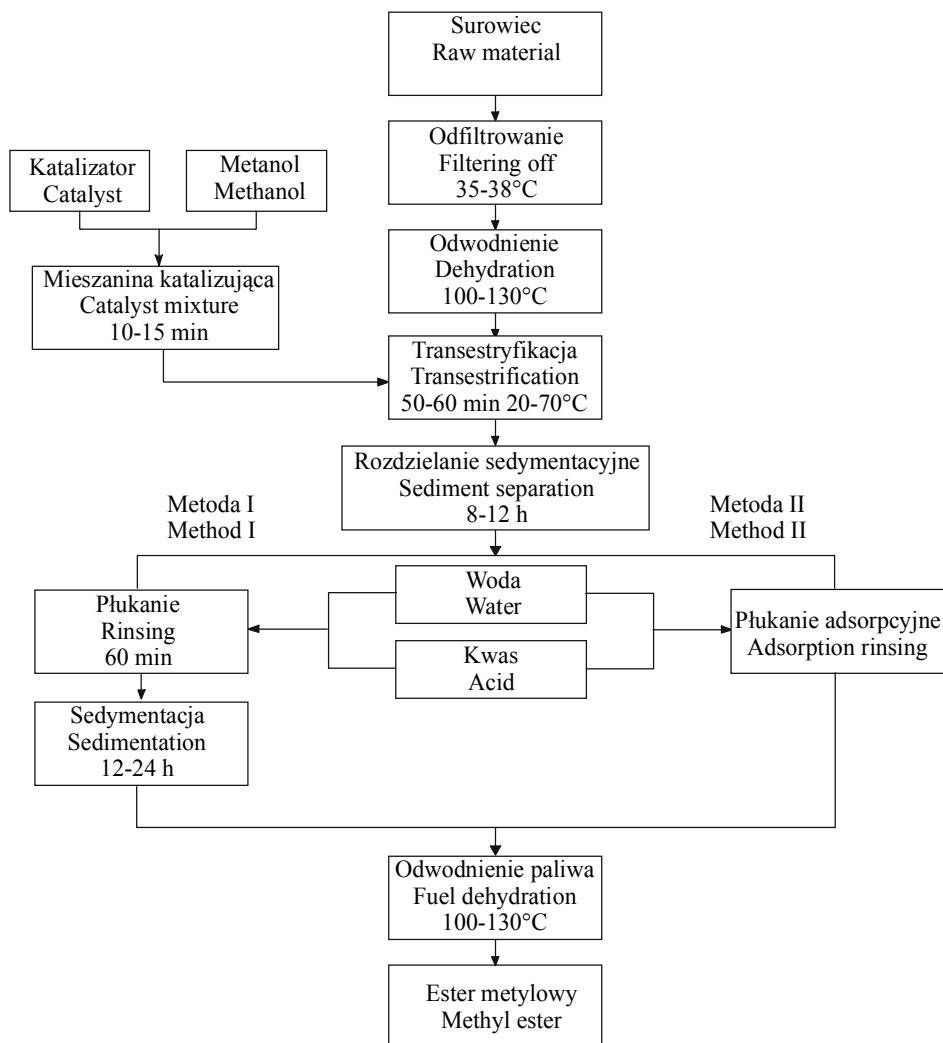 Surowiec
Raw material
Odfiltrowanie
Filtering off
35-38°C
Katalizator
Catalyst
Metanol
Methanol
Odwodnienie
Dehydration
100-130°C
Mieszanina katalizująca
Catalyst mixture
10-15 min
Transestryfikacja
Transestrification
50-60 min 20-70°C
Rozdzielanie sedymentacyjne
Sediment separation
8-12 h
Metoda I
Method I
Metoda II
Method II
Woda
Water
Płukanie
Rinsing
60 min
Płukanie adsorpcyjne
Adsorption rinsing
Kwas
Acid
Sedymentacja
Sedimentation
12-24 h
Odwodnienie paliwa
Fuel dehydration
100-130°C
Ester metylowy
Methyl ester